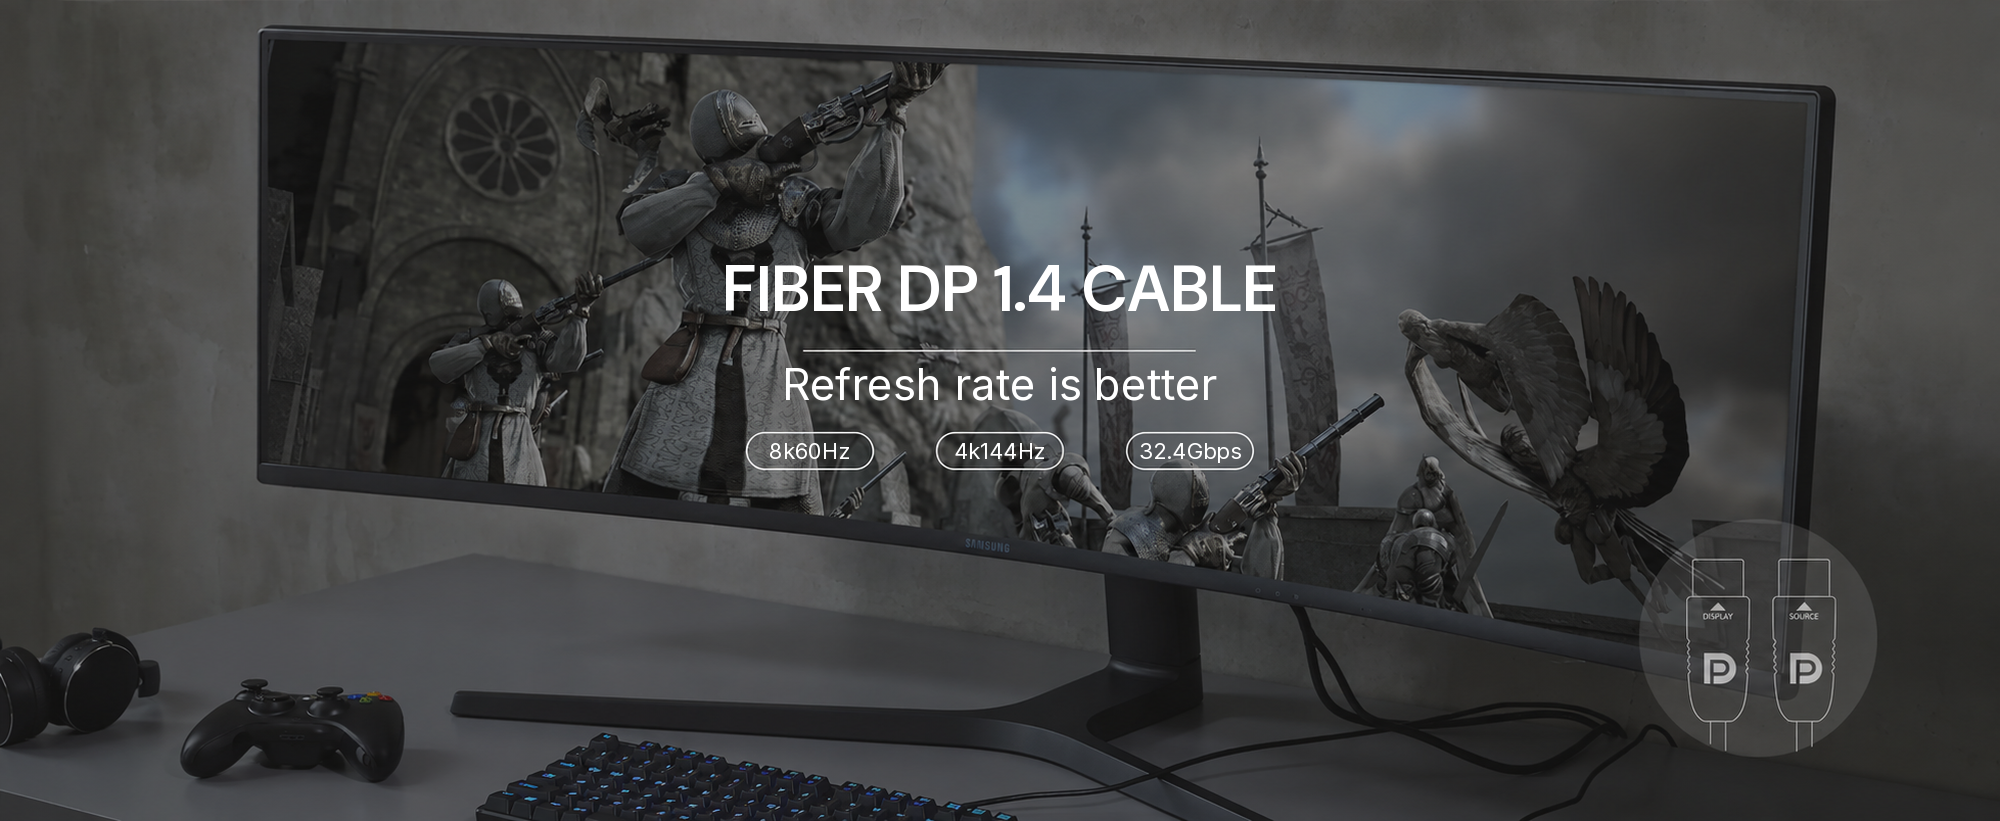 FIBER DP 1.4 CABLE
Refresh rate is better
8k60Hz
4k144Hz
32.4Gbps
SAMSUNG
DISPLAY
SOURCE